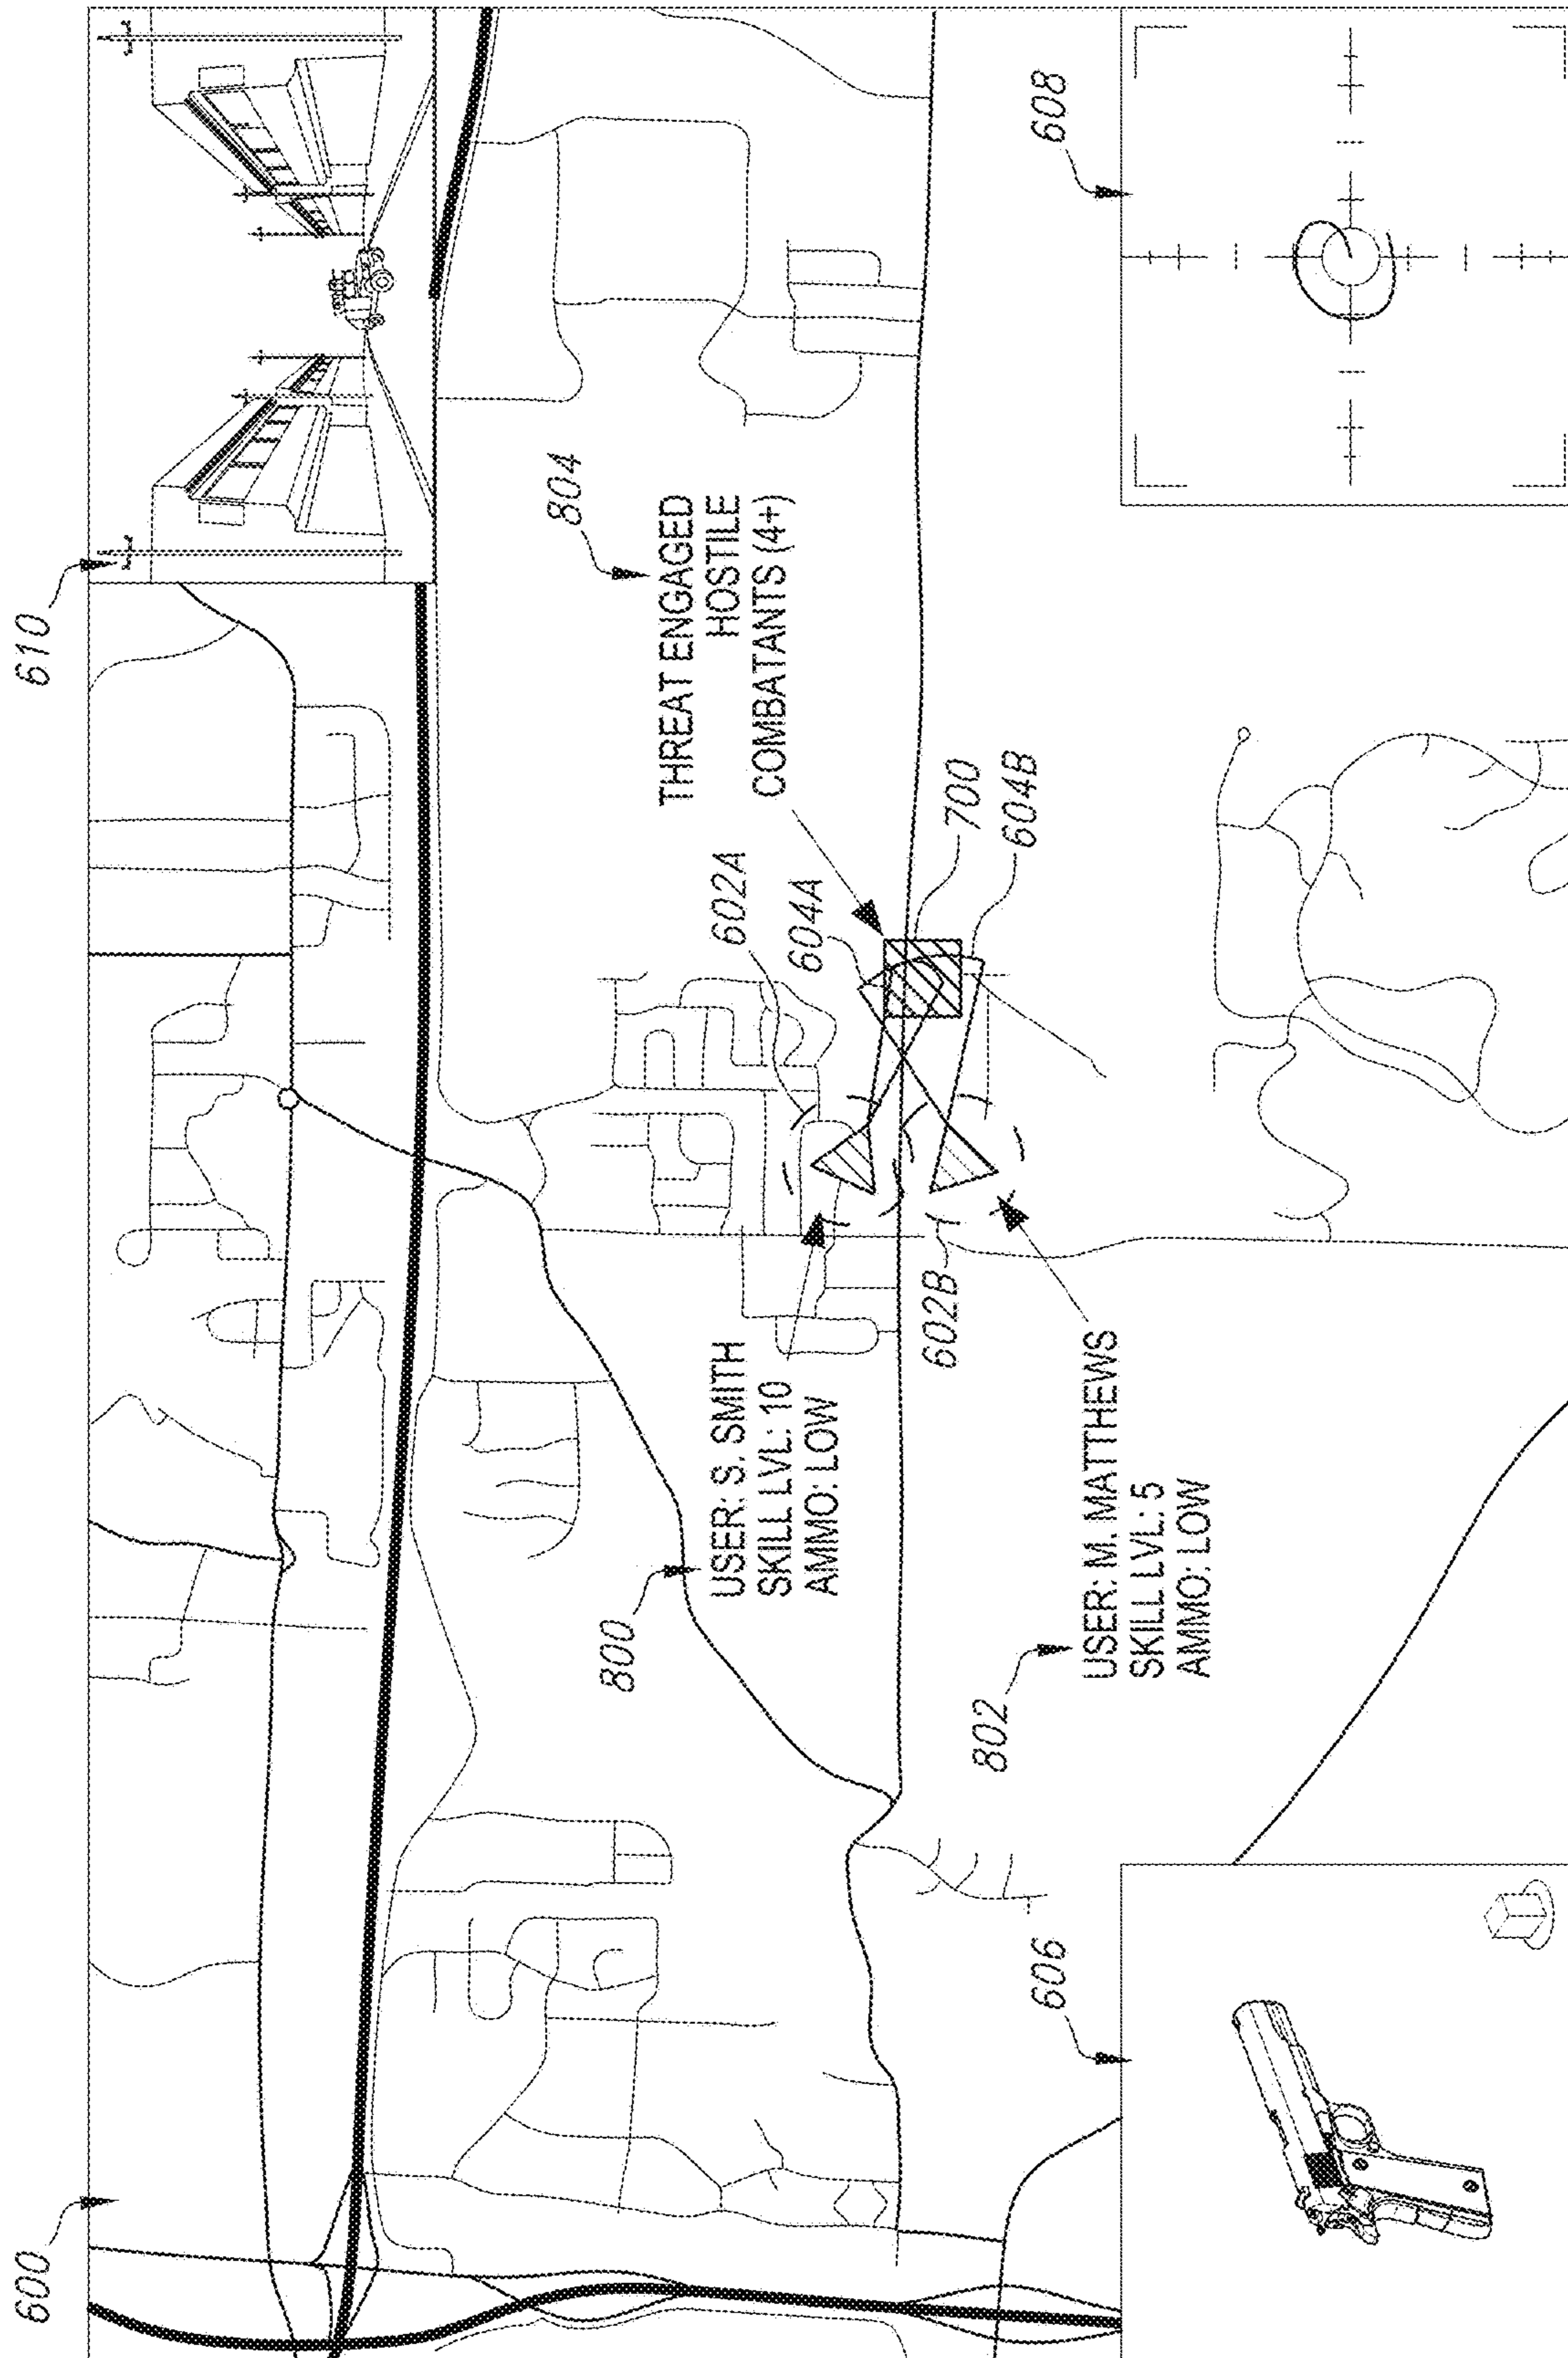 600
610
804
THREAT ENGAGED
HOSTILE
COMBATANTS (4+)
602A
604A
700
604B
800
USER: S. SMITH
SKILL LVL: 10
AMMO: LOW
602B
802
USER: M. MATTHEWS
SKILL LVL: 5
AMMO: LOW
606
608